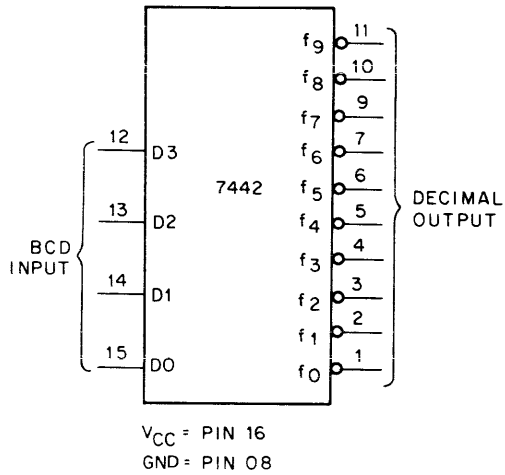 f9 11
f8 10
f7 9
12 D3 f6 7
7442
f5 6
DECIMAL
OUTPUT
13 D2 f4 5
BCD
INPUT
f3 4
14 D1 f2 3
f1 2
15 D0 f0 1
VCC = PIN 16
GND = PIN 08